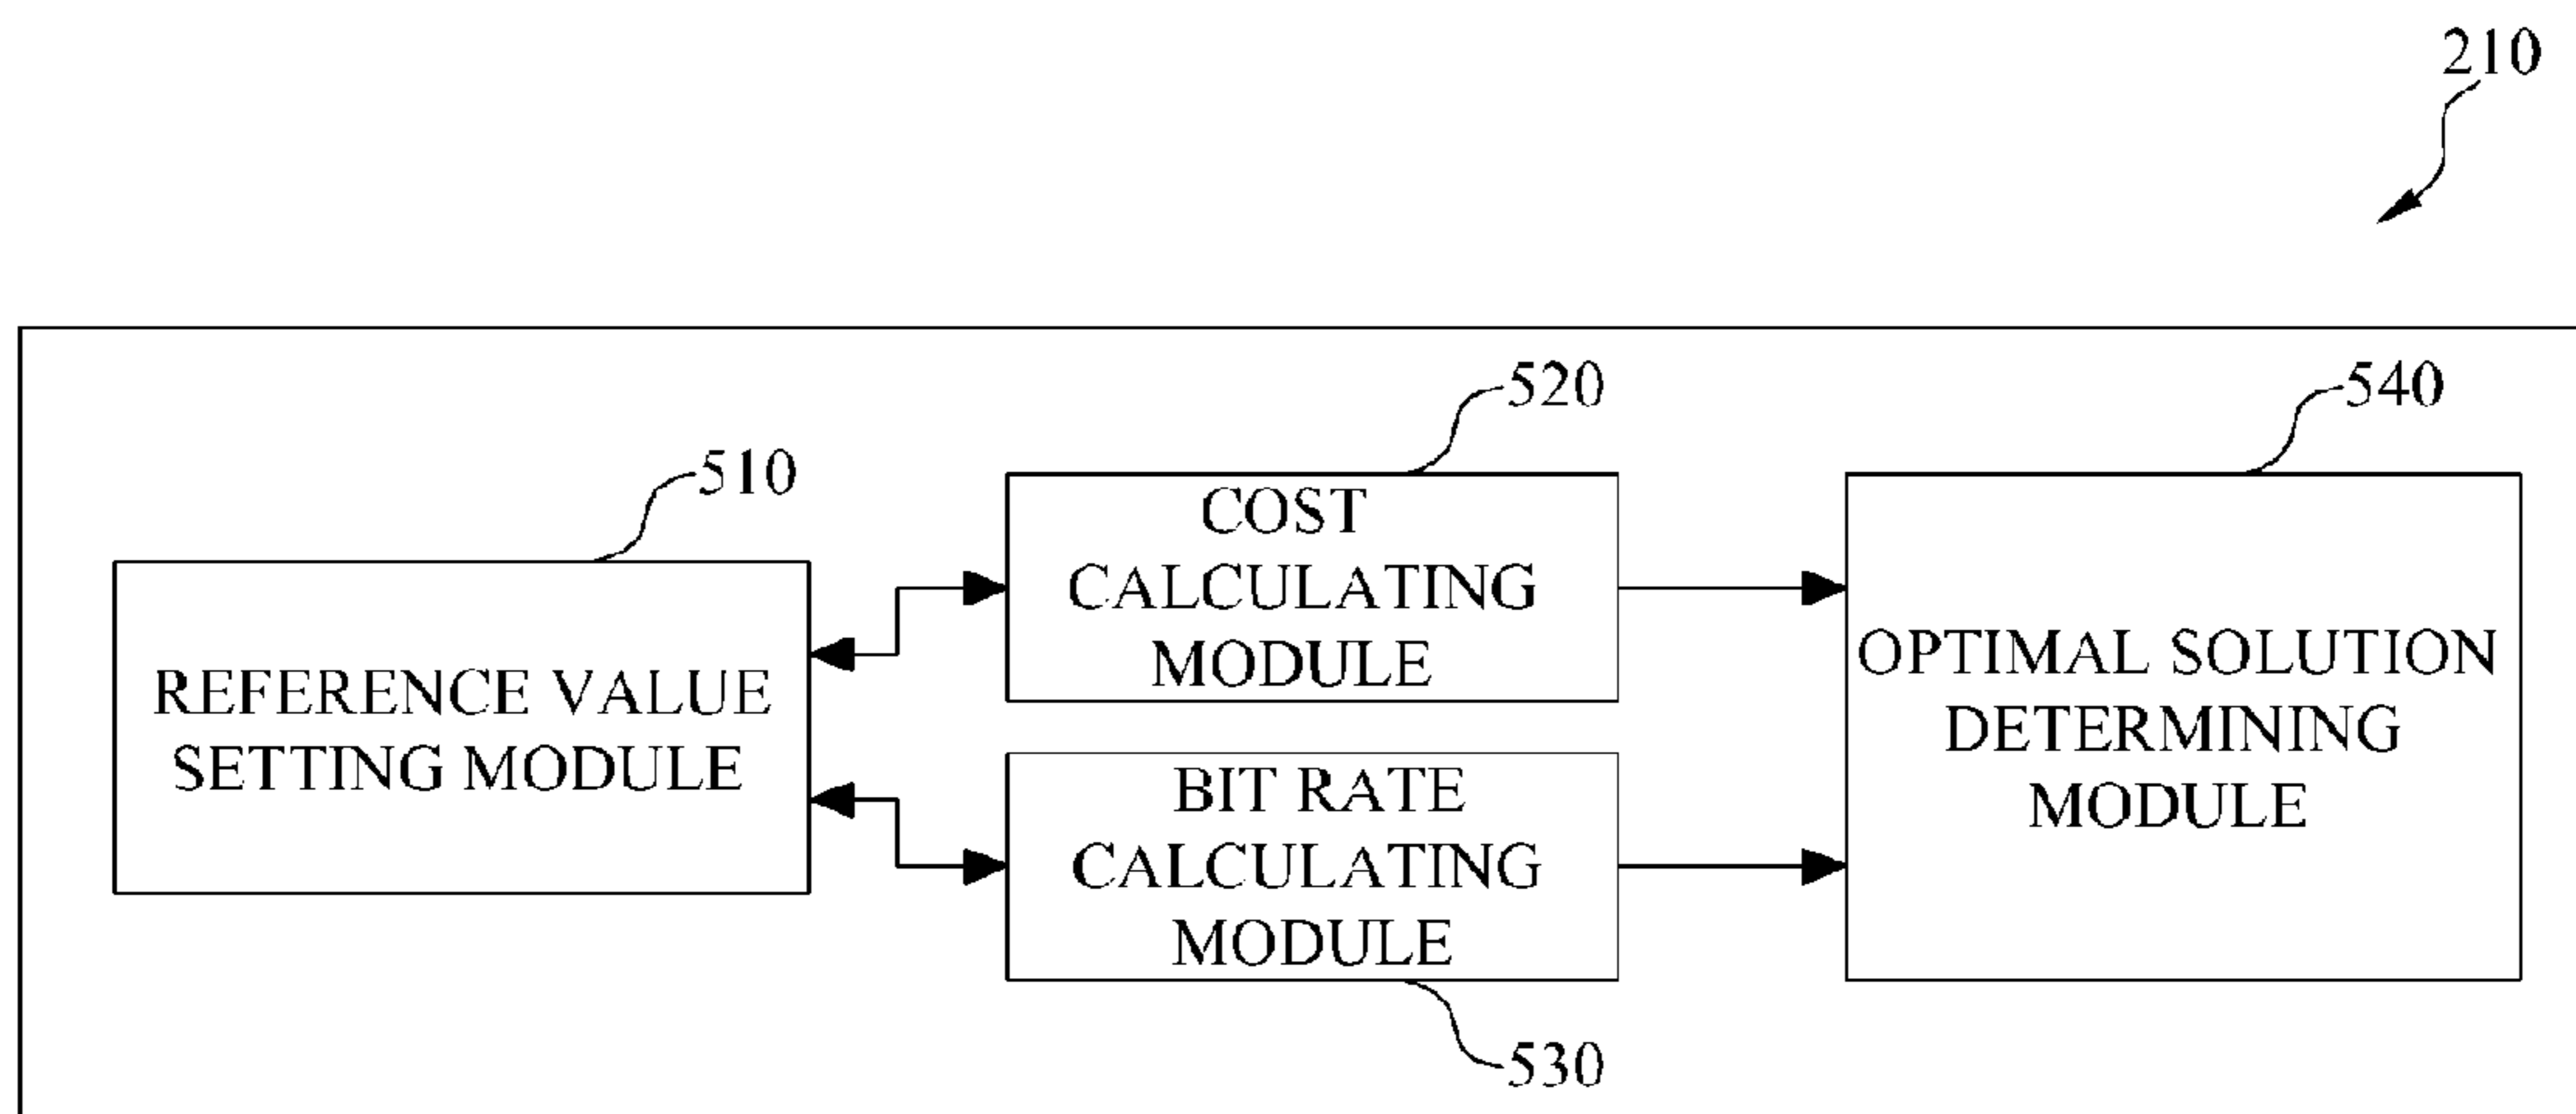 210
520
540
510
COST
CALCULATING
MODULE
REFERENCE VALUE
SETTING MODULE
OPTIMAL SOLUTION
DETERMINING
MODULE
BIT RATE
CALCULATING
MODULE
530